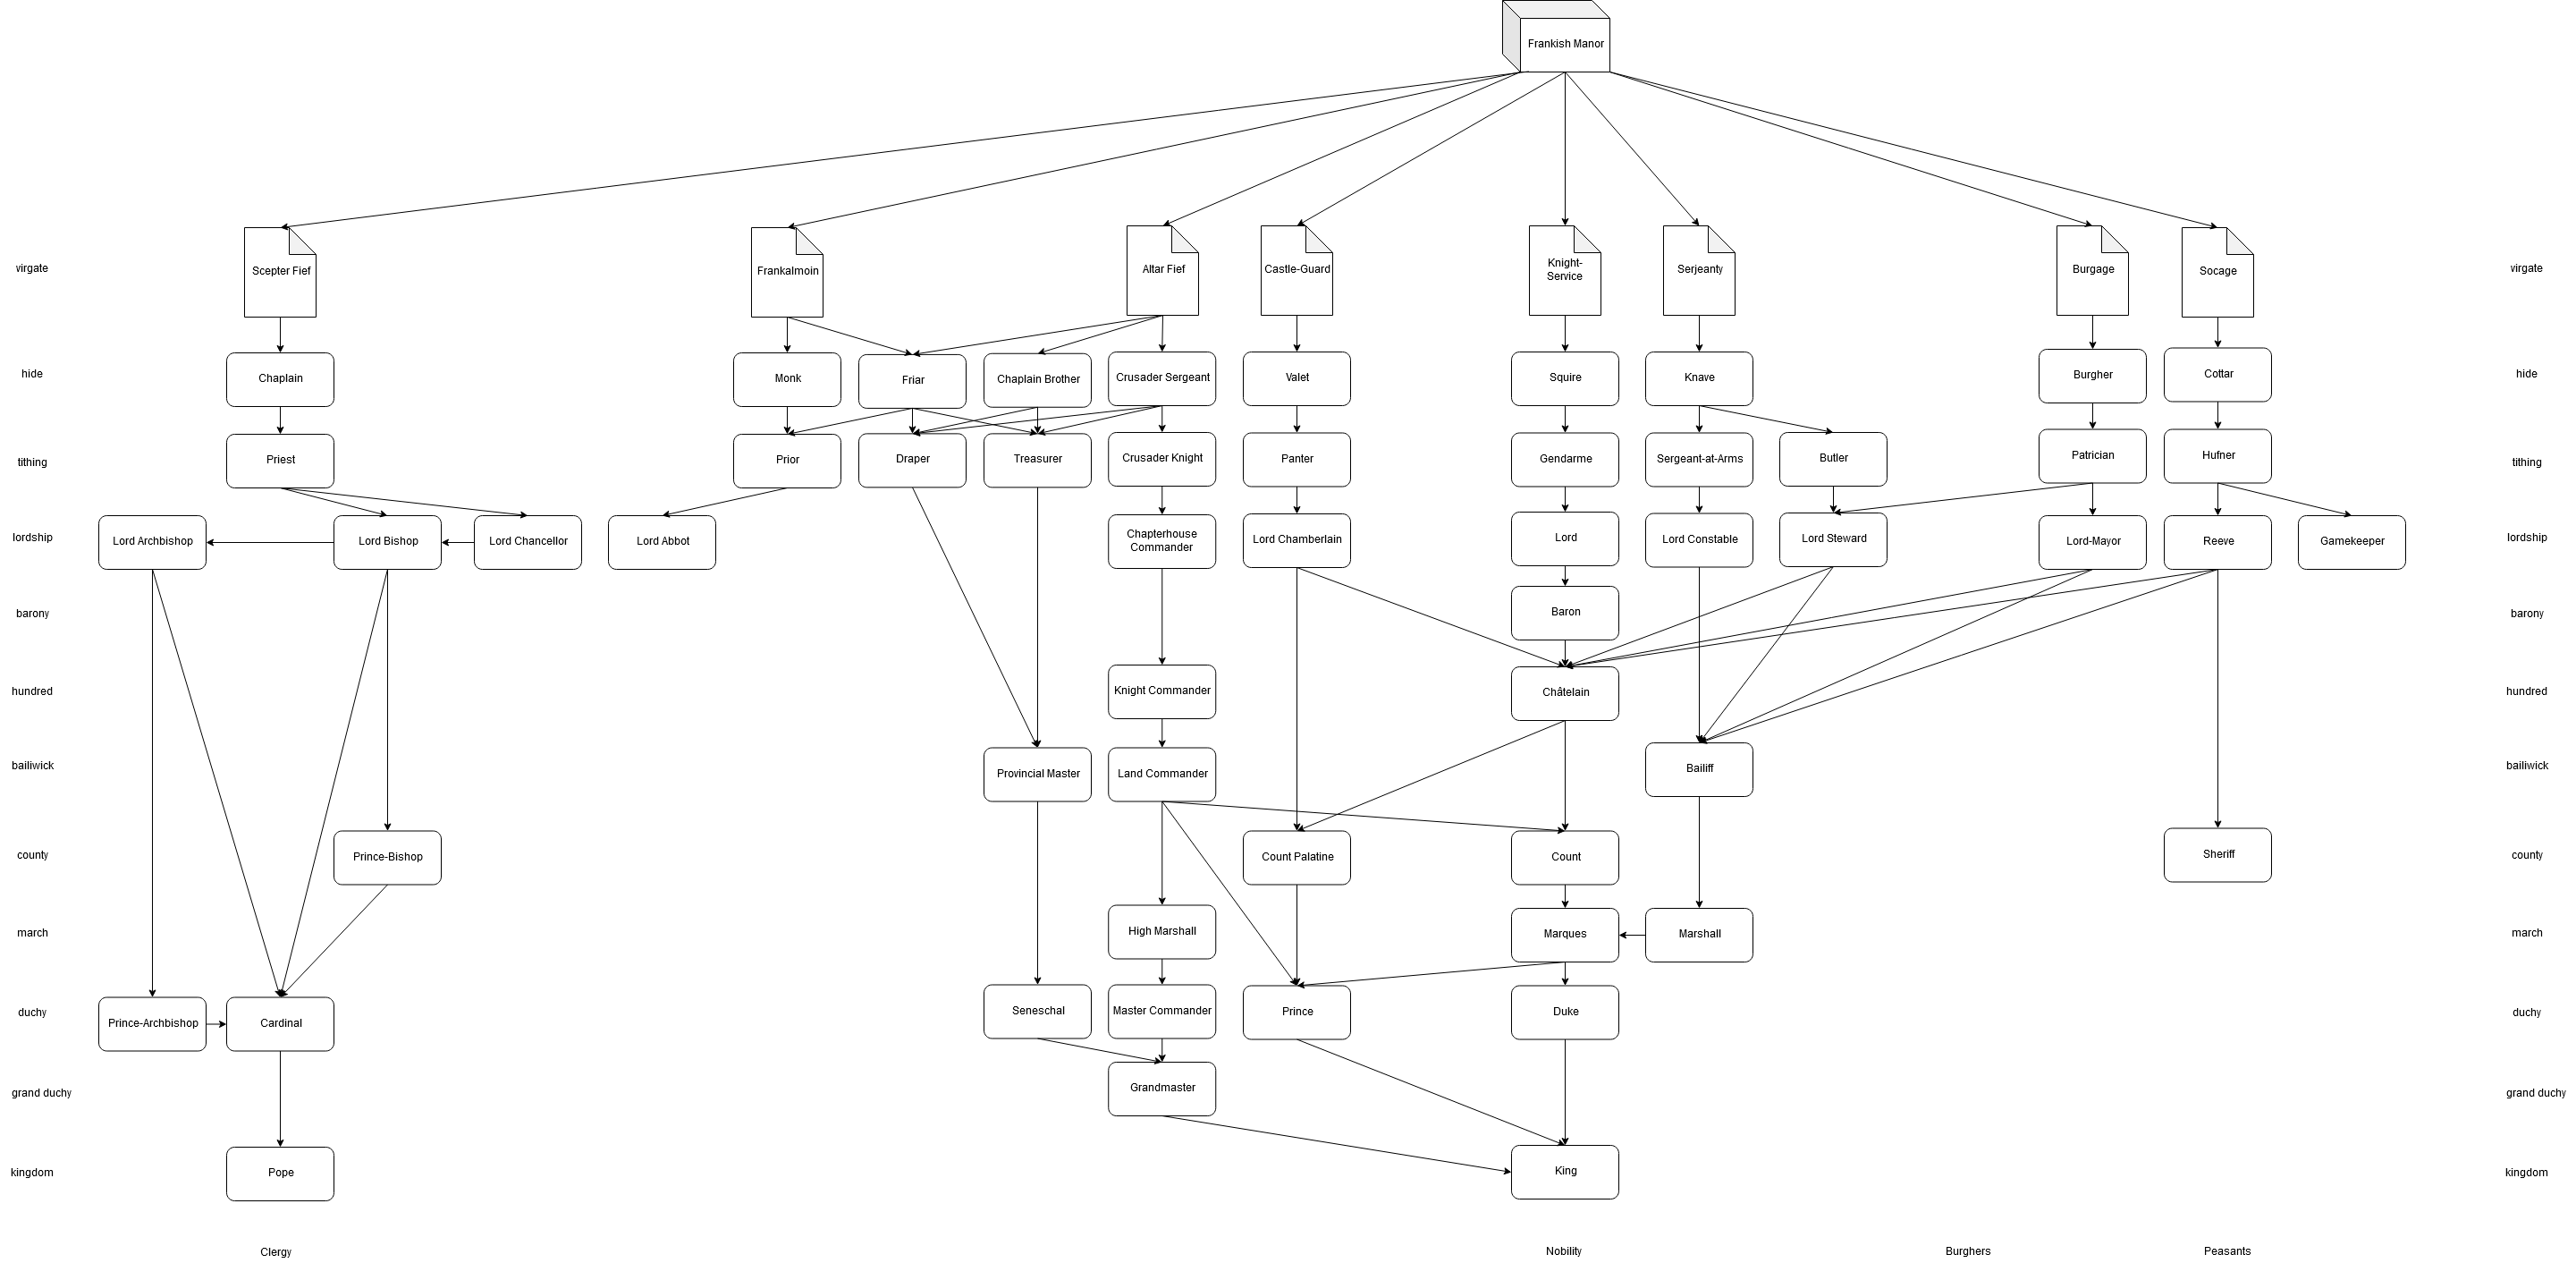 Frankish Manor
virgate
Scepter Fief
Frankalmoin
Altar Fief
Castle-Guard
Knight-
Service
Serjeanty
Burgage
Socage
virgate
hide
Chaplain
Monk
Friar
Chaplain Brother
Crusader Sergeant
Valet
Squire
Knave
Burgher
Cottar
hide
tithing
Priest
Prior
Draper
Treasurer
Crusader Knight
Panter
Gendarme
Sergeant-at-Arms
Butler
Patrician
Hufner
tithing
lordship
Lord Archbishop
Lord Bishop
Lord Chancellor
Lord Abbot
Chapterhouse
Commander
Lord Chamberlain
Lord
Lord Constable
Lord Steward
Lord-Mayor
Reeve
Gamekeeper
lordship
barony
Baron
barony
hundred
Knight Commander
Châtelain
hundred
bailiwick
Provincial Master
Land Commander
Bailiff
bailiwick
county
Prince-Bishop
Count Palatine
Count
Sheriff
county
march
High Marshall
Marques
Marshall
march
duchy
Prince-Archbishop
Cardinal
Seneschal
Master Commander
Prince
Duke
duchy
grand duchy
Grandmaster
grand duchy
kingdom
Pope
King
kingdom
Clergy
Nobility
Burghers
Peasants